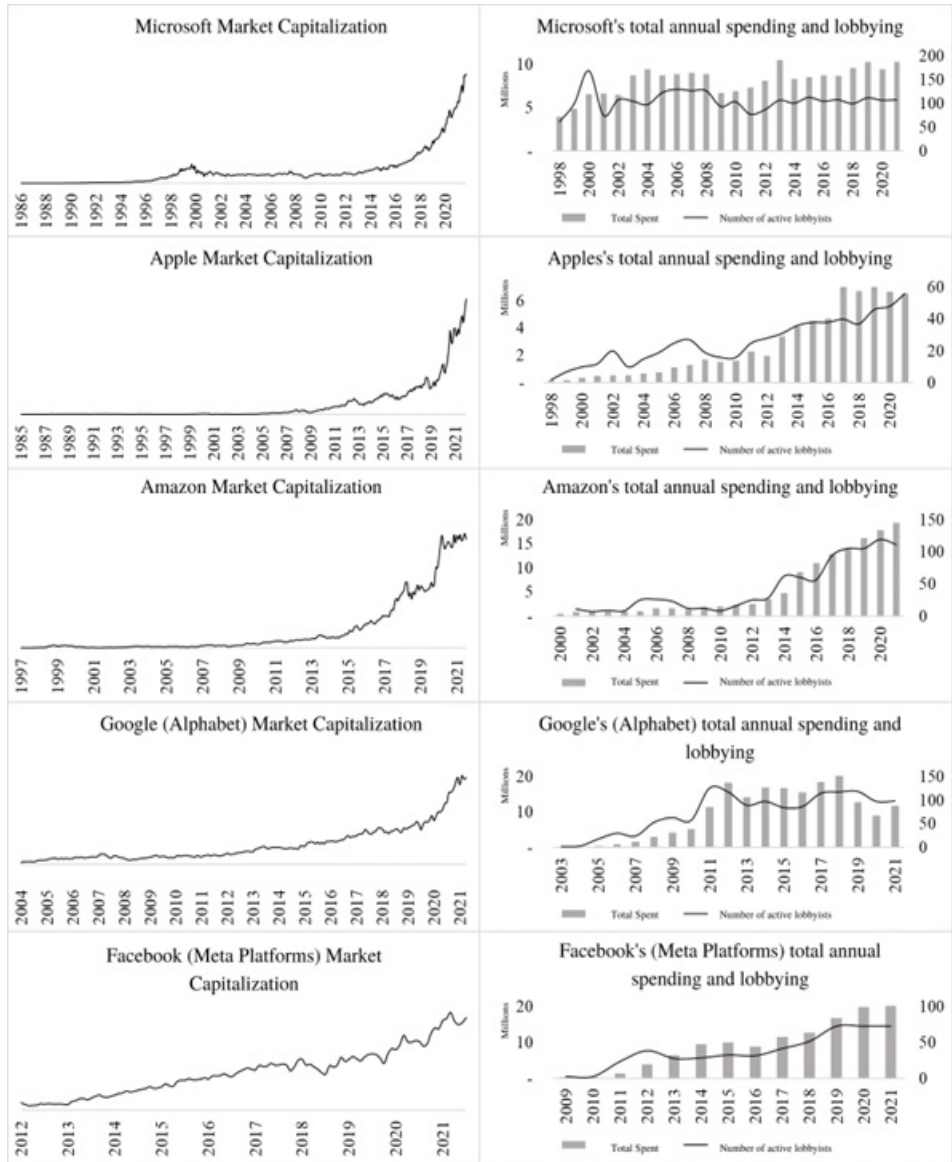 Microsoft Market Capitalization
1986 1988 1990 1992 1994 1996 1998 2000 2002 2004 2006 2008 2010 2012 2014 2016 2018 2020
Microsoft's total annual spending and lobbying
Millions
10
5
-
200
150
100
50
0
1998 2000 2002 2004 2006 2008 2010 2012 2014 2016 2018 2020
Total Spent Number of active lobbyists
Apple Market Capitalization
1985 1987 1989 1991 1993 1995 1997 1999 2001 2003 2005 2007 2009 2011 2013 2015 2017 2019 2021
Apples's total annual spending and lobbying
Millions
6
4
2
-
60
40
20
0
1998 2000 2002 2004 2006 2008 2010 2012 2014 2016 2018 2020
Total Spent Number of active lobbyists
Amazon Market Capitalization
1997 1999 2001 2003 2005 2007 2009 2011 2013 2015 2017 2019 2021
Amazon's total annual spending and lobbying
Millions
20
15
10
5
-
150
100
50
0
2000 2002 2004 2006 2008 2010 2012 2014 2016 2018 2020
Total Spent Number of active lobbyists
Google (Alphabet) Market Capitalization
2004 2005 2006 2007 2008 2009 2010 2011 2012 2013 2014 2015 2016 2017 2018 2019 2020 2021
Google's (Alphabet) total annual spending and
lobbying
Millions
20
10
-
150
100
50
0
2003 2005 2007 2009 2011 2013 2015 2017 2019 2021
Total Spent Number of active lobbyists
Facebook (Meta Platforms) Market
Capitalization
2012 2013 2014 2015 2016 2017 2018 2019 2020 2021
Facebook's (Meta Platforms) total annual
spending and lobbying
Millions
20
10
-
100
50
0
2009 2010 2011 2012 2013 2014 2015 2016 2017 2018 2019 2020 2021
Total Spent Number of active lobbyists